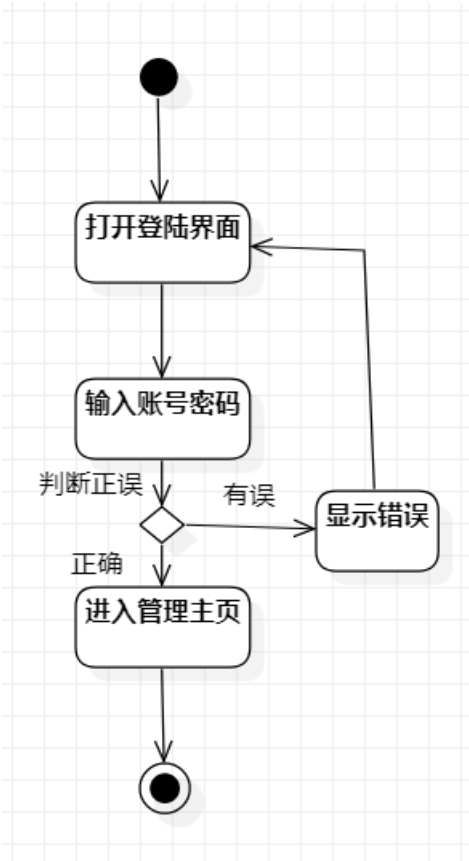 打开登陆界面
输入账号密码
判断正误
有误
显示错误
正确
进入管理主页